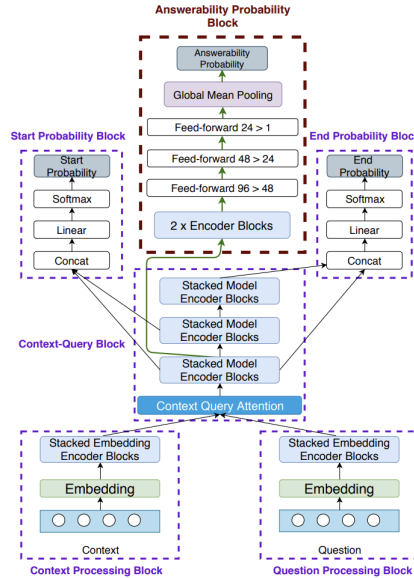 Answerability Probability
Block
Answerability
Probability
Global Mean Pooling
Feed-forward 24 > 1
Feed-forward 48 > 24
Feed-forward 96 > 48
2 x Encoder Blocks
Start Probability Block
Start
Probability
Softmax
Linear
Concat
End Probability Bloc
End
Probability
Softmax
Linear
Concat
Context-Query Block
Stacked Model
Encoder Blocks
Stacked Model
Encoder Blocks
Stacked Model
Encoder Blocks
Context Query Attention
Stacked Embedding
Encoder Blocks
Embedding
Context
Context Processing Block
Stacked Embedding
Encoder Blocks
Embedding
Question
Question Processing Block